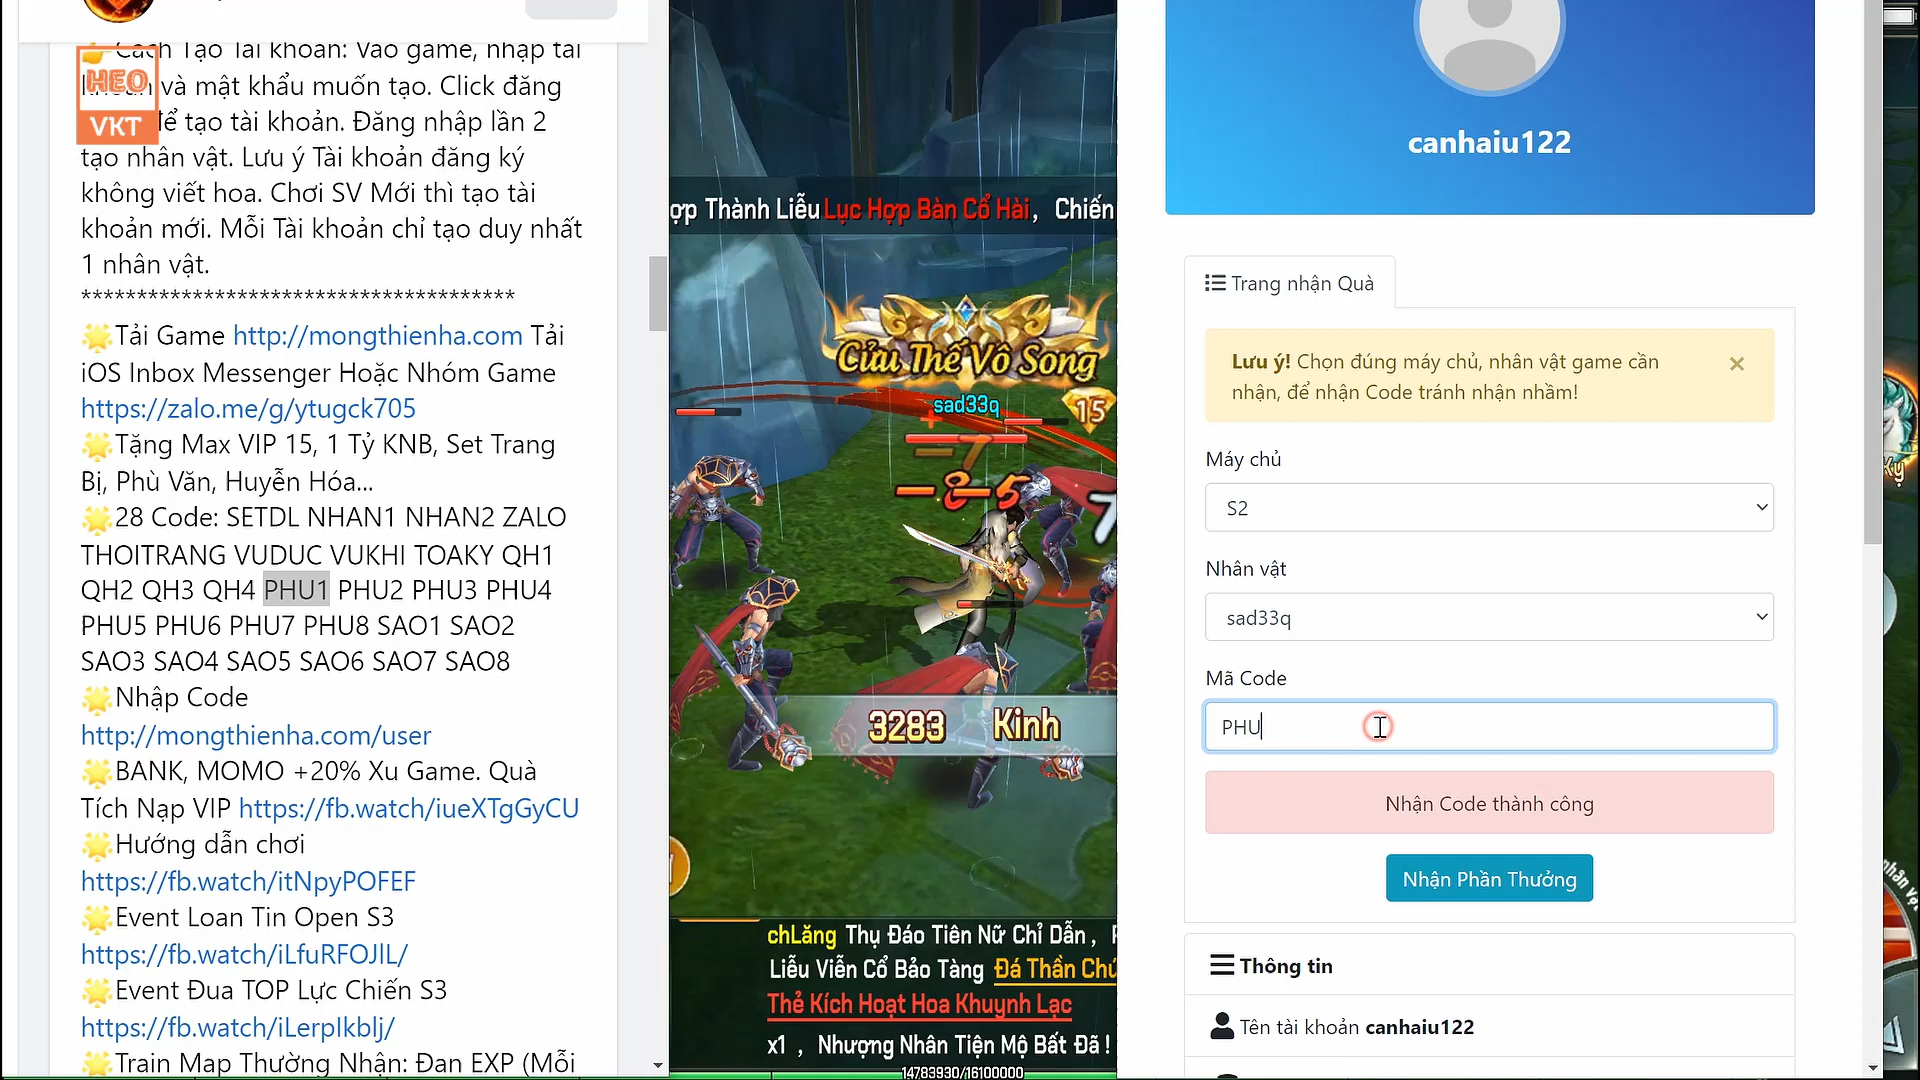 Cách Tạo Tài khoản: Vào game, nhập tài
khoản và mật khẩu muốn tạo. Click đăng
để tạo tài khoản. Đăng nhập lần 2
tạo nhân vật. Lưu ý Tài khoản đăng ký
không viết hoa. Chơi SV Mới thì tạo tài
khoản mới. Mỗi Tài khoản chỉ tạo duy nhất
1 nhân vật.
***************************************
🌟Tải Game http://mongthienha.com Tải
iOS Inbox Messenger Hoặc Nhóm Game
https://zalo.me/g/ytugck705
🌟Tặng Max VIP 15, 1 Tỷ KNB, Set Trang
Bị, Phù Văn, Huyễn Hóa...
🌟28 Code: SETDL NHAN1 NHAN2 ZALO
THOITRANG VUDUC VUKHI TOAKY QH1
QH2 QH3 QH4 PHU1 PHU2 PHU3 PHU4
PHU5 PHU6 PHU7 PHU8 SAO1 SAO2
SAO3 SAO4 SAO5 SAO6 SAO7 SAO8
🌟Nhập Code
http://mongthienha.com/user
🌟BANK, MOMO +20% Xu Game. Quà
Tích Nạp VIP https://fb.watch/iueXTgGyCU
🌟Hướng dẫn chơi
https://fb.watch/itNpyPOFEF
🌟Event Loan Tin Open S3
https://fb.watch/iLfuRFOJlL/
🌟Event Đua TOP Lực Chiến S3
https://fb.watch/iLerpIkblj/
🌟Train Map Thường Nhận: Đan EXP (Mỗi
HEO
VKT
ợp Thành Liễu Lục Hợp Bàn Cổ Hài, Chiến
Cửu Thế Vô Song
sad33q
15
3283 Kinh
chLăng Thụ Đáo Tiên Nữ Chỉ Dẫn,
Liễu Viễn Cổ Bảo Tàng Đá Thần Chú
Thẻ Kích Hoạt Hoa Khuynh Lạc
x1 , Nhượng Nhân Tiện Mộ Bất Đã !
14783930/16100000
canhaiu122
Trang nhận Quà
Lưu ý! Chọn đúng máy chủ, nhân vật game cần
nhận, để nhận Code tránh nhận nhầm!
×
Máy chủ
S2
Nhân vật
sad33q
Mã Code
PHU
Nhận Code thành công
Nhận Phần Thưởng
Thông tin
Tên tài khoản canhaiu122